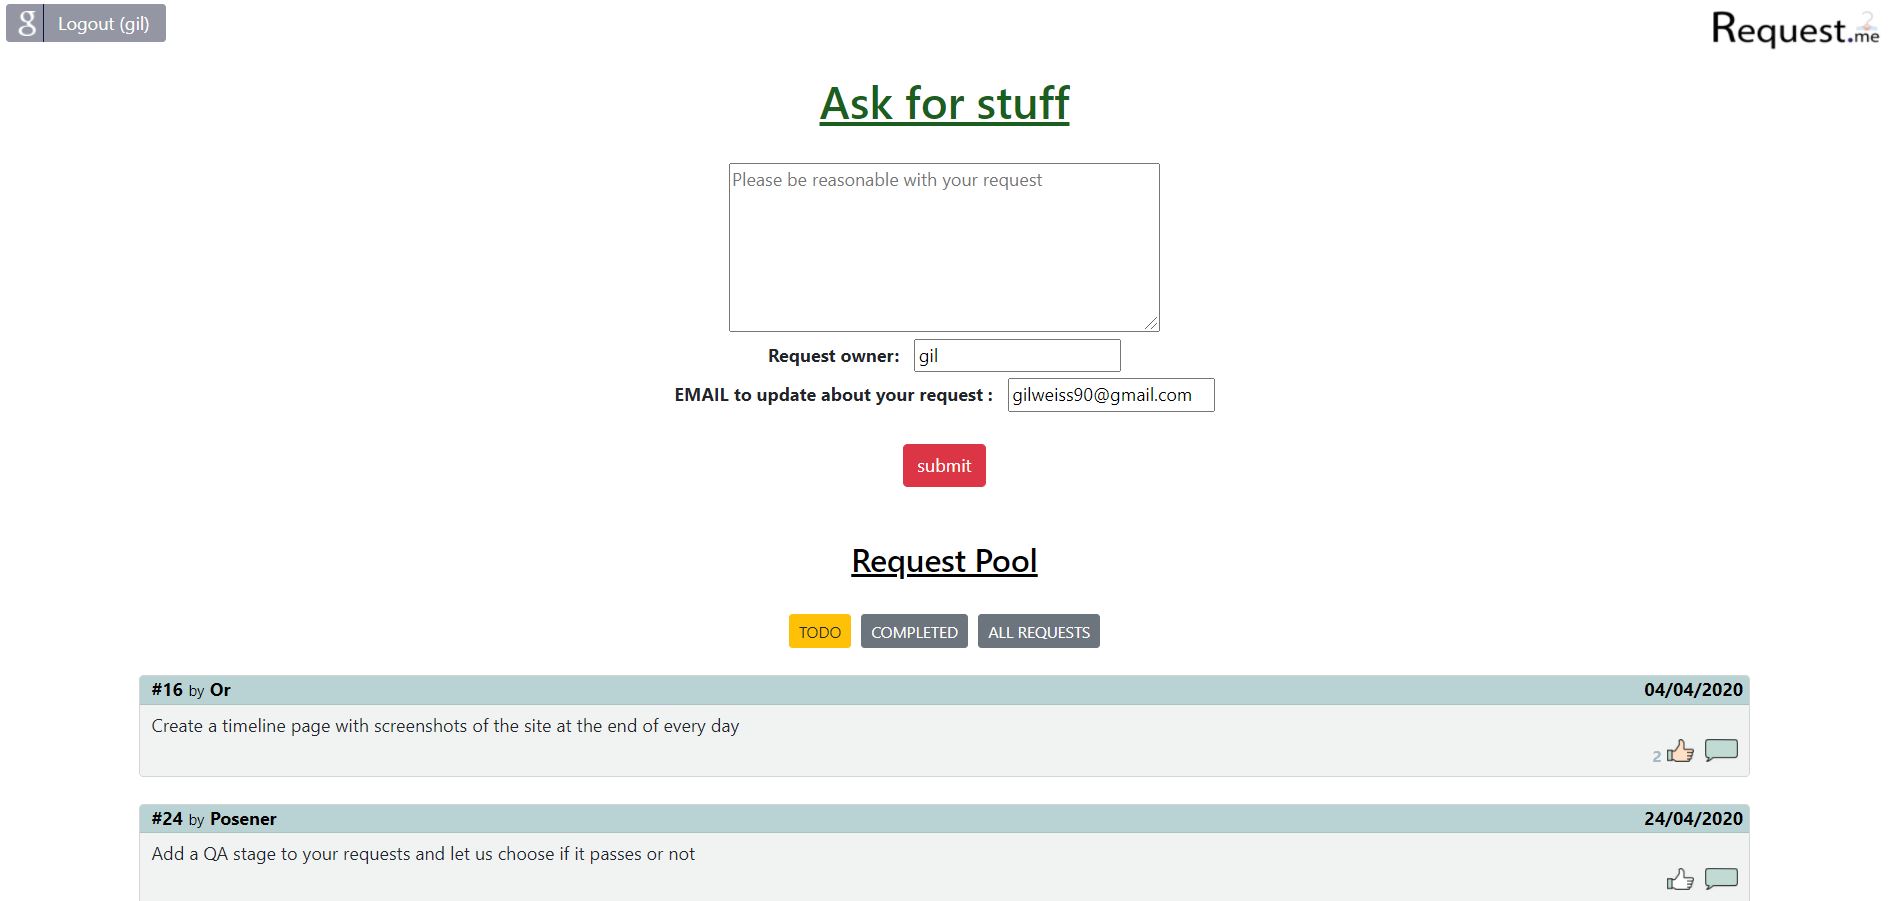 g Logout (gil)
Request.me
Ask for stuff
Please be reasonable with your request
Request owner: gil
EMAIL to update about your request : gilweiss90@gmail.com
submit
Request Pool
TODO COMPLETED ALL REQUESTS
#16 by Or 04/04/2020
Create a timeline page with screenshots of the site at the end of every day
2
#24 by Posener 24/04/2020
Add a QA stage to your requests and let us choose if it passes or not